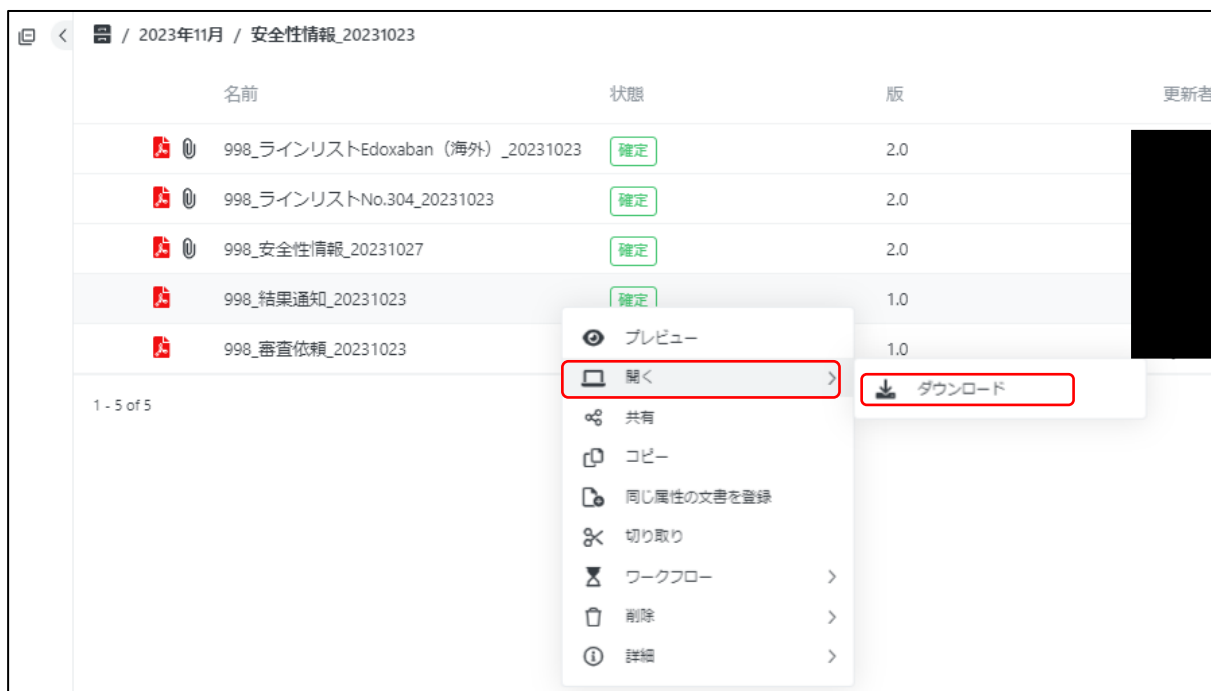 / 2023年11月 / 安全性情報_20231023
名前 状態 版 更新者
998_ラインリストEdoxaban（海外）_20231023 確定 2.0
998_ラインリストNo.304_20231023 確定 2.0
998_安全性情報_20231027 確定 2.0
998_結果通知_20231023 確定 1.0
998_審査依頼_20231023 1.0
1 - 5 of 5
プレビュー
開く
ダウンロード
共有
コピー
同じ属性の文書を登録
切り取り
ワークフロー
削除
詳細